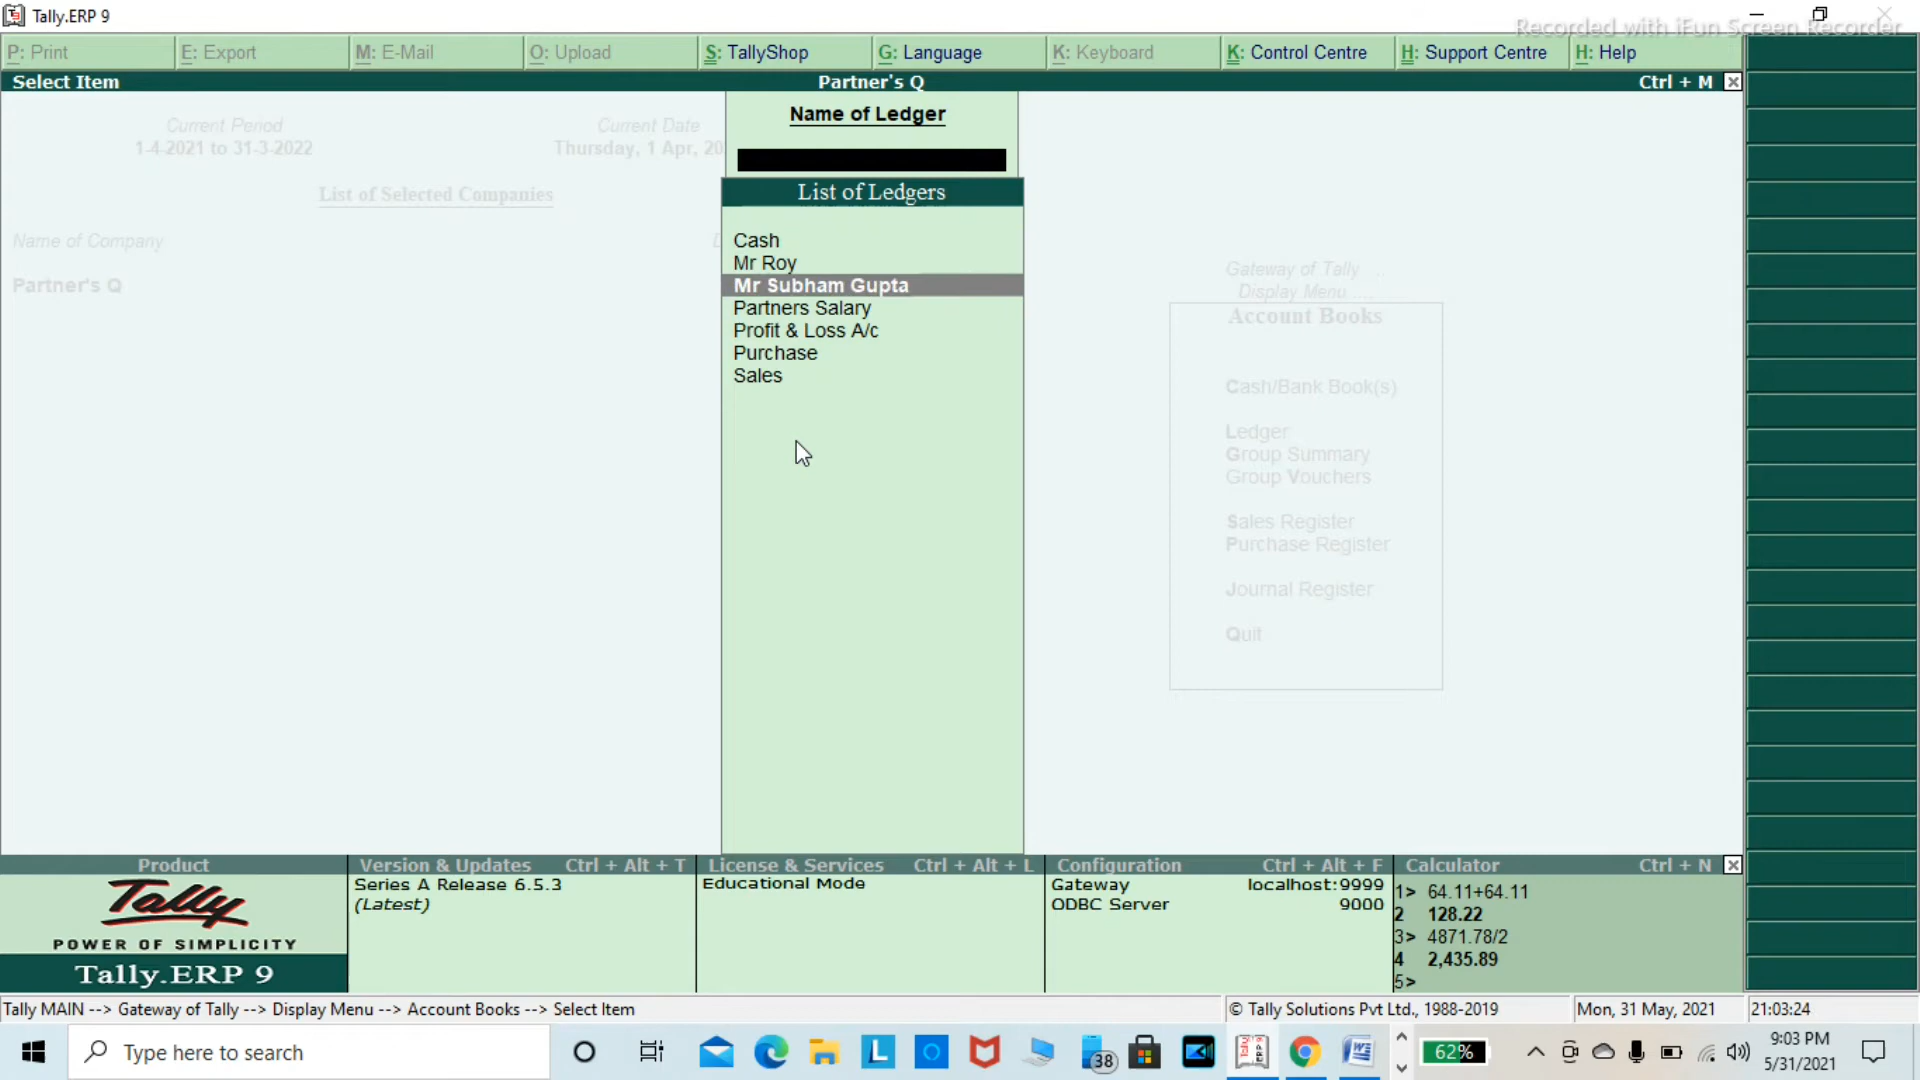 Tally.ERP 9
Recorded with iFun Screen Recorder
P: Print E: Export M: E-Mail O: Upload S: TallyShop G: Language K: Keyboard K: Control Centre H: Support Centre H: Help
Select Item Partner's Q Ctrl + M
Current Period
1-4-2021 to 31-3-2022
Current Date
Thursday, 1 Apr, 20
List of Selected Companies
Name of Company
Partner's Q
Name of Ledger
List of Ledgers
Cash
Mr Roy
Mr Subham Gupta
Partners Salary
Profit & Loss A/c
Purchase
Sales
Gateway of Tally ....
Display Menu ....
Account Books
Cash/Bank Book(s)
Ledger
Group Summary
Group Vouchers
Sales Register
Purchase Register
Journal Register
Quit
Product
Tally
POWER OF SIMPLICITY
Tally.ERP 9
Version & Updates Ctrl + Alt + T
Series A Release 6.5.3
(Latest)
License & Services Ctrl + Alt + L
Educational Mode
Configuration Ctrl + Alt + F
Gateway localhost:9999
ODBC Server 9000
Calculator Ctrl + N
1> 64.11+64.11
2 128.22
3> 4871.78/2
4 2,435.89
5>
Tally MAIN --> Gateway of Tally --> Display Menu --> Account Books --> Select Item
© Tally Solutions Pvt Ltd., 1988-2019
Mon, 31 May, 2021
21:03:24
Type here to search
38
62%
9:03 PM
5/31/2021